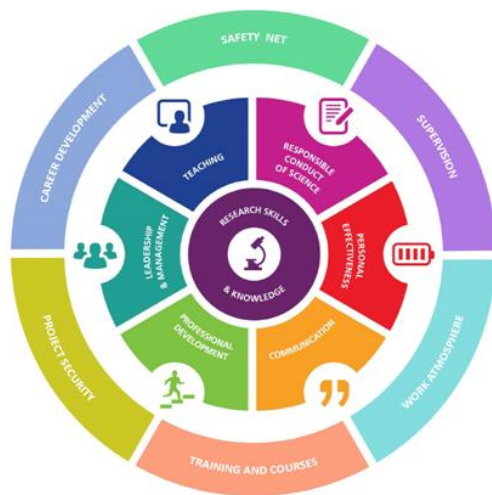 SAFETY NET
SUPERVISION
WORK ATMOSPHERE
TRAINING AND COURSES
PROJECT SECURITY
CAREER DEVELOPMENT
TEACHING
RESPONSIBLE
CONDUCT
OF SCIENCE
PERSONAL
EFFECTIVENESS
COMMUNICATION
PROFESSIONAL
DEVELOPMENT
LEADERSHIP
& MANAGEMENT
RESEARCH SKILLS
& KNOWLEDGE